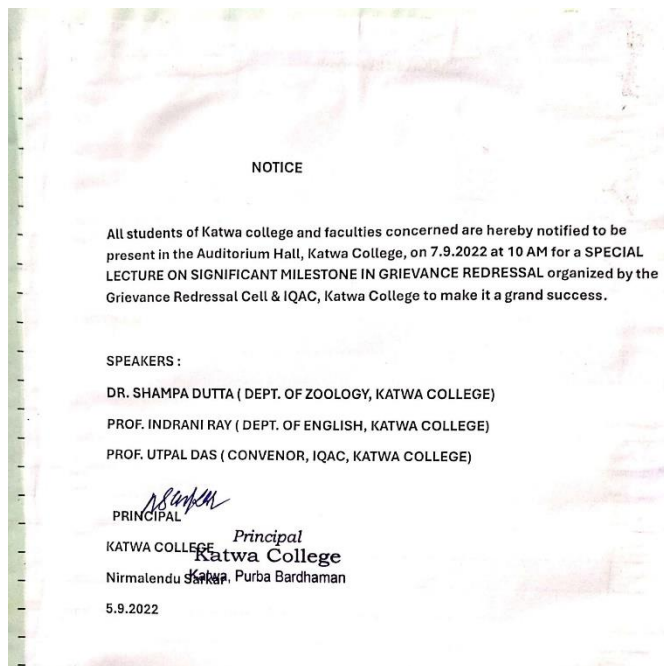 NOTICE
All students of Katwa college and faculties concerned are hereby notified to be
present in the Auditorium Hall, Katwa College, on 7.9.2022 at 10 AM for a SPECIAL
LECTURE ON SIGNIFICANT MILESTONE IN GRIEVANCE REDRESSAL organized by the
Grievance Redressal Cell & IQAC, Katwa College to make it a grand success.
SPEAKERS :
DR. SHAMPA DUTTA ( DEPT. OF ZOOLOGY, KATWA COLLEGE)
PROF. INDRANI RAY ( DEPT. OF ENGLISH, KATWA COLLEGE)
PROF. UTPAL DAS ( CONVENOR, IQAC, KATWA COLLEGE)
NSarkar
PRINCIPAL
Principal
KATWA COLLEGE
Katwa College
Nirmalendu Sarkar
Katwa, Purba Bardhaman
5.9.2022